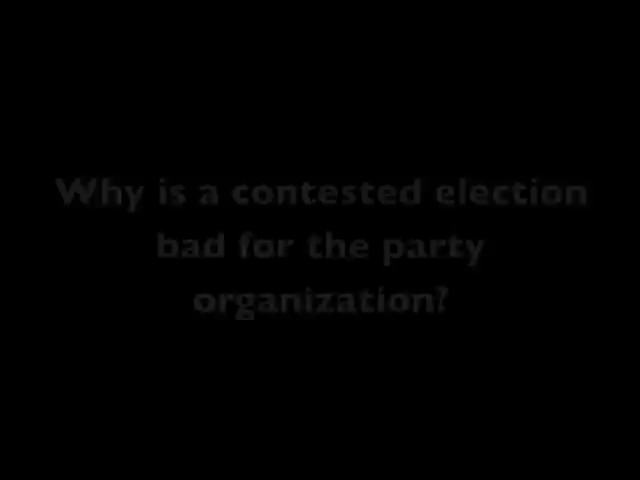 Why is a contested election
bad for the party
organization?